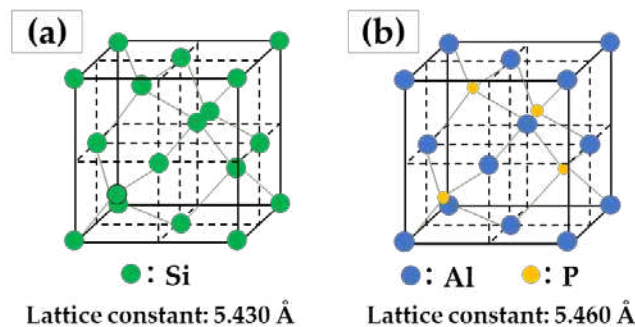 (a)
(b)
: Si
: Al
: P
Lattice constant: 5.430 Å
Lattice constant: 5.460 Å